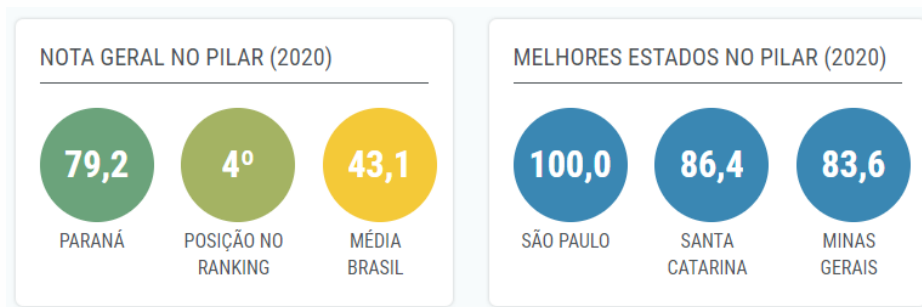 NOTA GERAL NO PILAR (2020)
79,2
4º
43,1
PARANÁ
POSIÇÃO NO
RANKING
MÉDIA
BRASIL
MELHORES ESTADOS NO PILAR (2020)
100,0
86,4
83,6
SÃO PAULO
SANTA
CATARINA
MINAS
GERAIS